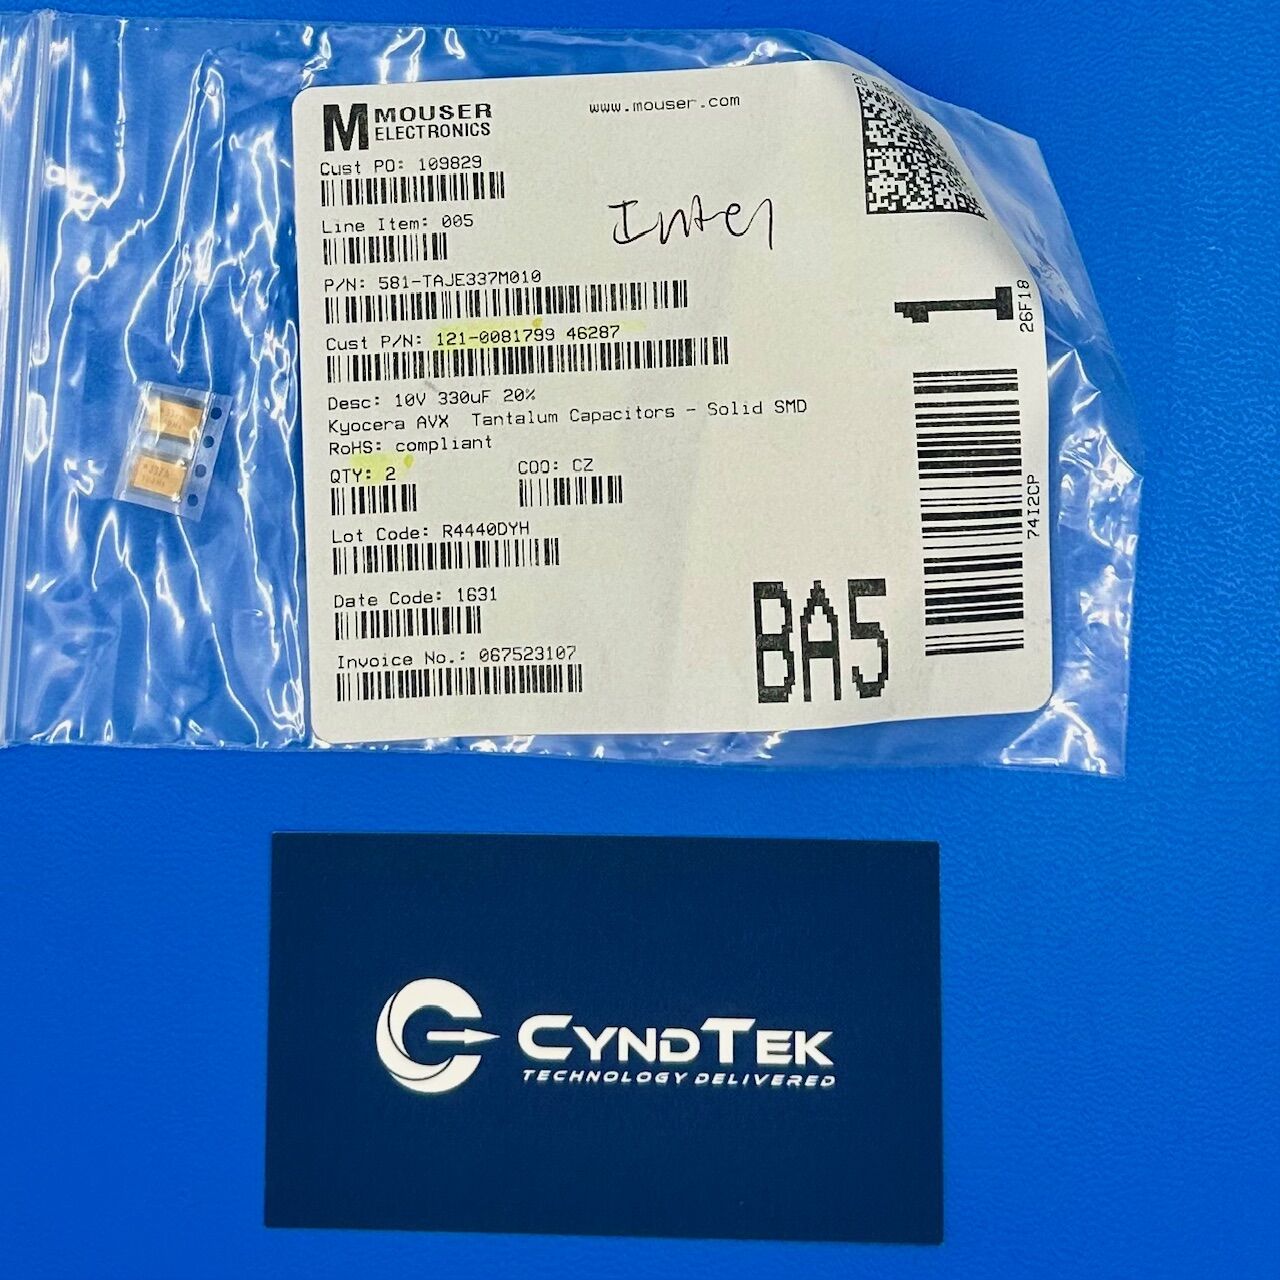 MOUSER
ELECTRONICS
www.mouser.com
Cust PO: 109829
Line Item: 005
Intel
P/N: 581-TAJE337M010
Cust P/N: 121-0081799 46287
Desc: 10V 330uF 20%
Kyocera AVX Tantalum Capacitors - Solid SMD
RoHS: compliant
QTY: 2
COO: CZ
Lot Code: R4440DYH
Date Code: 1631
Invoice No.: 067523107
2D
1
26F18
74I2CP
BA5
CYNDTEK
TECHNOLOGY DELIVERED